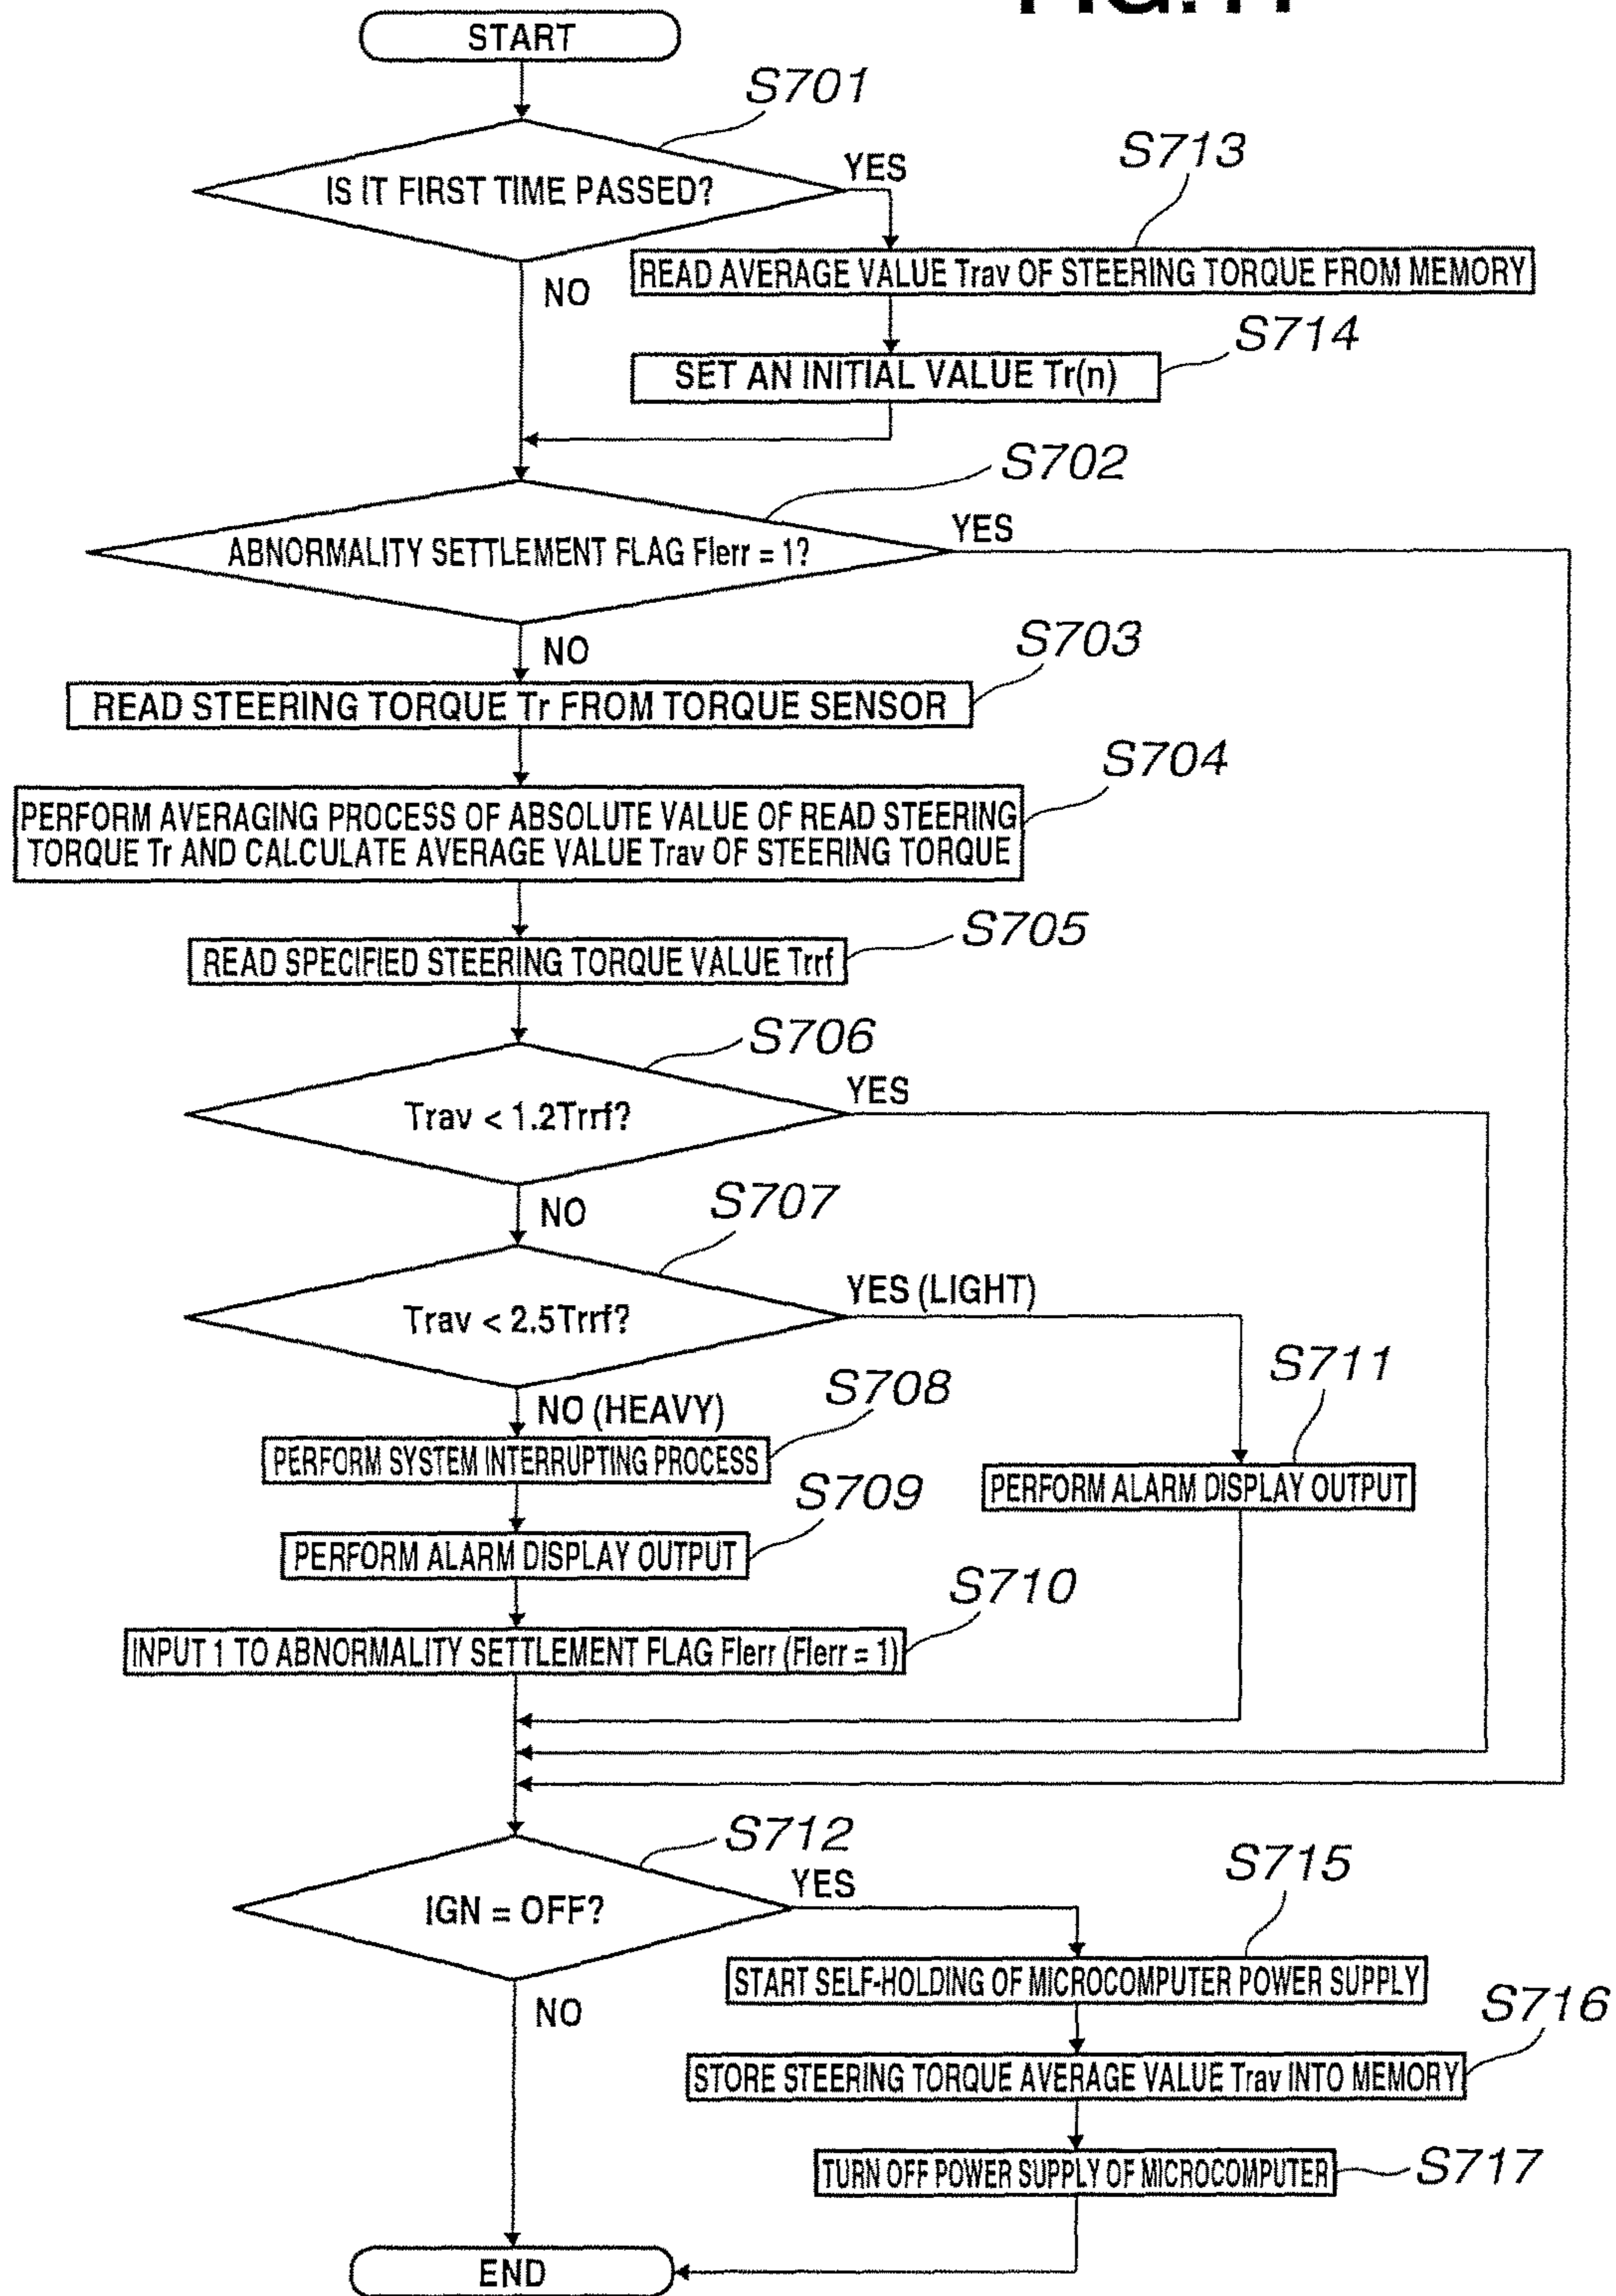 START
S701
IS IT FIRST TIME PASSED?
YES
S713
NO
READ AVERAGE VALUE Trav OF STEERING TORQUE FROM MEMORY
S714
SET AN INITIAL VALUE Tr(n)
S702
ABNORMALITY SETTLEMENT FLAG Flerr = 1?
YES
NO
S703
READ STEERING TORQUE Tr FROM TORQUE SENSOR
S704
PERFORM AVERAGING PROCESS OF ABSOLUTE VALUE OF READ STEERING
TORQUE Tr AND CALCULATE AVERAGE VALUE Trav OF STEERING TORQUE
S705
READ SPECIFIED STEERING TORQUE VALUE Trrf
S706
Trav < 1.2Trrf?
YES
NO
S707
Trav < 2.5Trrf?
YES (LIGHT)
S711
NO (HEAVY)
S708
PERFORM SYSTEM INTERRUPTING PROCESS
PERFORM ALARM DISPLAY OUTPUT
S709
PERFORM ALARM DISPLAY OUTPUT
S710
INPUT 1 TO ABNORMALITY SETTLEMENT FLAG Flerr (Flerr = 1)
S712
IGN = OFF?
YES
S715
NO
START SELF-HOLDING OF MICROCOMPUTER POWER SUPPLY
S716
STORE STEERING TORQUE AVERAGE VALUE Trav INTO MEMORY
TURN OFF POWER SUPPLY OF MICROCOMPUTER
S717
END